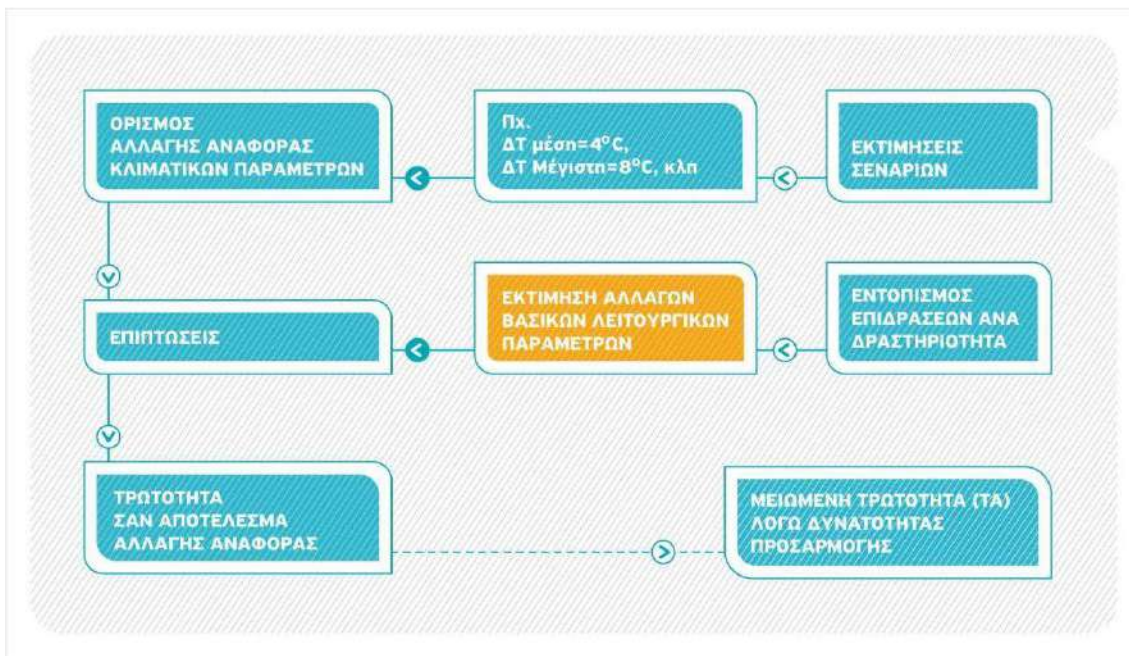 ΟΡΙΣΜΟΣ
ΑΛΛΑΓΗΣ ΑΝΑΦΟΡΑΣ
ΚΛΙΜΑΤΙΚΩΝ ΠΑΡΑΜΕΤΡΩΝ
Πχ.
ΔΤ μέση=4°C,
ΔΤ Μέγιστη=8°C, κλπ
ΕΚΤΙΜΗΣΕΙΣ
ΣΕΝΑΡΙΩΝ
ΕΠΙΠΤΩΣΕΙΣ
ΕΚΤΙΜΗΣΗ ΑΛΛΑΓΩΝ
ΒΑΣΙΚΩΝ ΛΕΙΤΟΥΡΓΙΚΩΝ
ΠΑΡΑΜΕΤΡΩΝ
ΕΝΤΟΠΙΣΜΟΣ
ΕΠΙΔΡΑΣΕΩΝ ΑΝΑ
ΔΡΑΣΤΗΡΙΟΤΗΤΑ
ΤΡΩΤΟΤΗΤΑ
ΣΑΝ ΑΠΟΤΕΛΕΣΜΑ
ΑΛΛΑΓΗΣ ΑΝΑΦΟΡΑΣ
ΜΕΙΩΜΕΝΗ ΤΡΩΤΟΤΗΤΑ (ΤΑ)
ΛΟΓΩ ΔΥΝΑΤΟΤΗΤΑΣ
ΠΡΟΣΑΡΜΟΓΗΣ